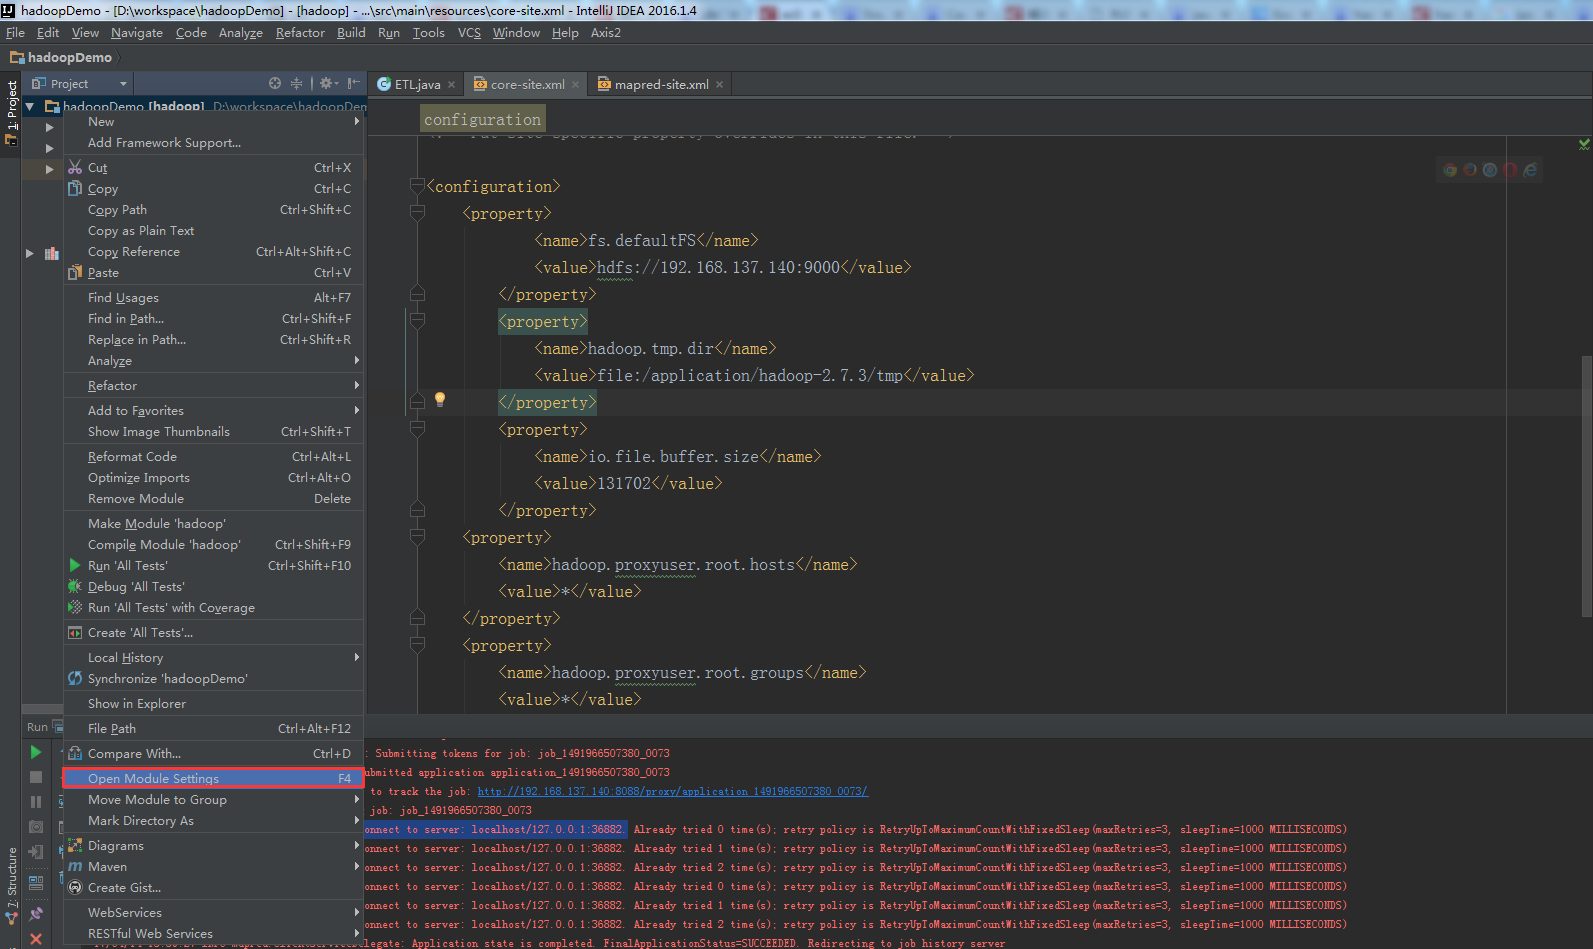 hadoopDemo - [D:\workspace\hadoopDemo] - [hadoop] - ...\src\main\resources\core-site.xml - IntelliJ IDEA 2016.1.4
File Edit View Navigate Code Analyze Refactor Build Run Tools VCS Window Help Axis2
hadoopDemo
1: Project
Project
ETL.java
core-site.xml
mapred-site.xml
hadoopDemo [hadoop] D:\workspace\hadoopDem
configuration
New
Add Framework Support...
Cut Ctrl+X
Copy Ctrl+C
Copy Path Ctrl+Shift+C
Copy as Plain Text
Copy Reference Ctrl+Alt+Shift+C
Paste Ctrl+V
Find Usages Alt+F7
Find in Path... Ctrl+Shift+F
Replace in Path... Ctrl+Shift+R
Analyze
Refactor
Add to Favorites
Show Image Thumbnails Ctrl+Shift+T
Reformat Code Ctrl+Alt+L
Optimize Imports Ctrl+Alt+O
Remove Module Delete
Make Module 'hadoop'
Compile Module 'hadoop' Ctrl+Shift+F9
Run 'All Tests' Ctrl+Shift+F10
Debug 'All Tests'
Run 'All Tests' with Coverage
Create 'All Tests'...
Local History
Synchronize 'hadoopDemo'
Show in Explorer
File Path Ctrl+Alt+F12
Compare With... Ctrl+D
Open Module Settings F4
Move Module to Group
Mark Directory As
Diagrams
Maven
Create Gist...
WebServices
RESTful Web Services
<configuration>
<property>
<name>fs.defaultFS</name>
<value>hdfs://192.168.137.140:9000</value>
</property>
<property>
<name>hadoop.tmp.dir</name>
<value>file:/application/hadoop-2.7.3/tmp</value>
</property>
<property>
<name>io.file.buffer.size</name>
<value>131702</value>
</property>
<property>
<name>hadoop.proxyuser.root.hosts</name>
<value>*</value>
</property>
<property>
<name>hadoop.proxyuser.root.groups</name>
<value>*</value>
Run
7: Structure
: Submitting tokens for job: job_1491966507380_0073
ubmitted application application_1491966507380_0073
to track the job: http://192.168.137.140:8088/proxy/application_1491966507380_0073/
job: job_1491966507380_0073
onnect to server: localhost/127.0.0.1:36882. Already tried 0 time(s); retry policy is RetryUpToMaximumCountWithFixedSleep(maxRetries=3, sleepTime=1000 MILLISECONDS)
onnect to server: localhost/127.0.0.1:36882. Already tried 1 time(s); retry policy is RetryUpToMaximumCountWithFixedSleep(maxRetries=3, sleepTime=1000 MILLISECONDS)
onnect to server: localhost/127.0.0.1:36882. Already tried 2 time(s); retry policy is RetryUpToMaximumCountWithFixedSleep(maxRetries=3, sleepTime=1000 MILLISECONDS)
onnect to server: localhost/127.0.0.1:36882. Already tried 0 time(s); retry policy is RetryUpToMaximumCountWithFixedSleep(maxRetries=3, sleepTime=1000 MILLISECONDS)
onnect to server: localhost/127.0.0.1:36882. Already tried 1 time(s); retry policy is RetryUpToMaximumCountWithFixedSleep(maxRetries=3, sleepTime=1000 MILLISECONDS)
onnect to server: localhost/127.0.0.1:36882. Already tried 2 time(s); retry policy is RetryUpToMaximumCountWithFixedSleep(maxRetries=3, sleepTime=1000 MILLISECONDS)
elegate: Application state is completed. FinalApplicationStatus=SUCCEEDED. Redirecting to job history server